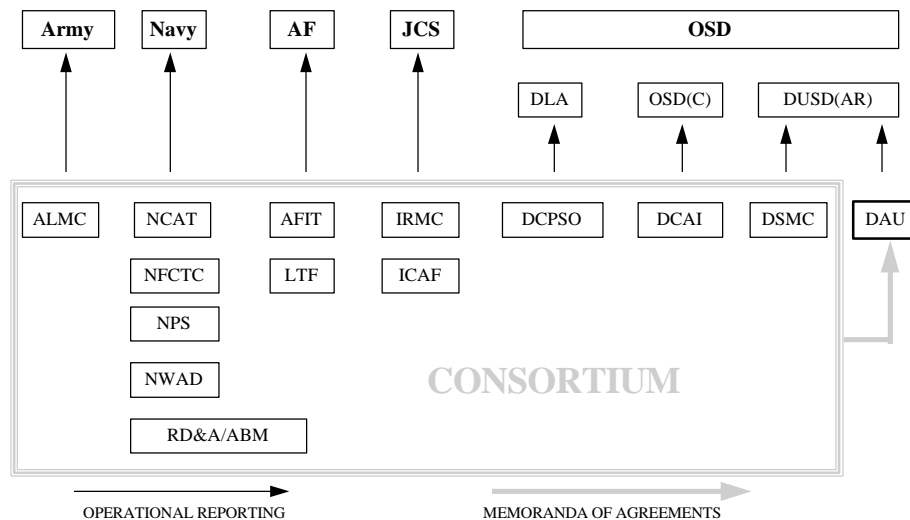 Army Navy AF JCS OSD
DLA OSD(C) DUSD(AR)
ALMC NCAT AFIT IRMC DCPSO DCAI DSMC DAU
NFCTC LTF ICAF
NPS
NWAD
CONSORTIUM
RD&A/ABM
OPERATIONAL REPORTING MEMORANDA OF AGREEMENTS